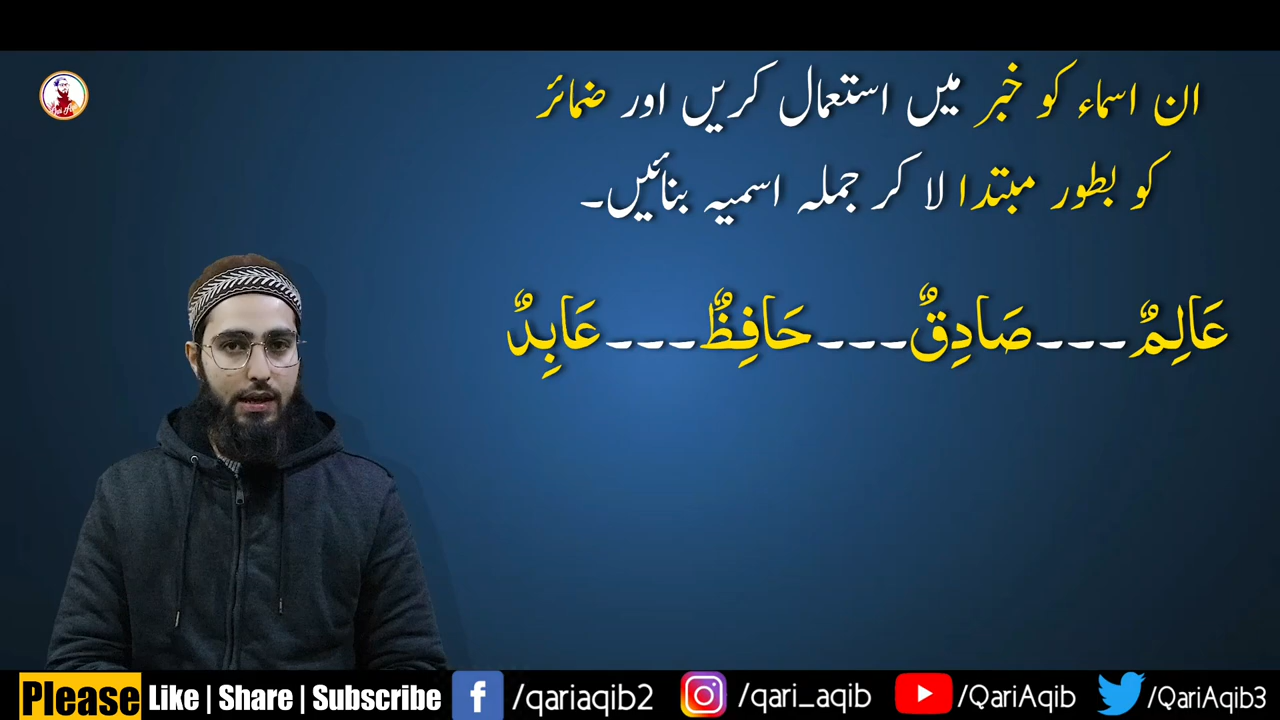 ان اسماء کو خبر میں استعمال کریں اور ضمائر
کو بطور مبتدا لا کر جملہ اسمیہ بنائیں۔
عَالِمٌ---صَادِقٌ---حَافِظٌ---عَابِدٌ
Please Like | Share | Subscribe /qariaqib2 /qari_aqib /QariAqib /QariAqib3